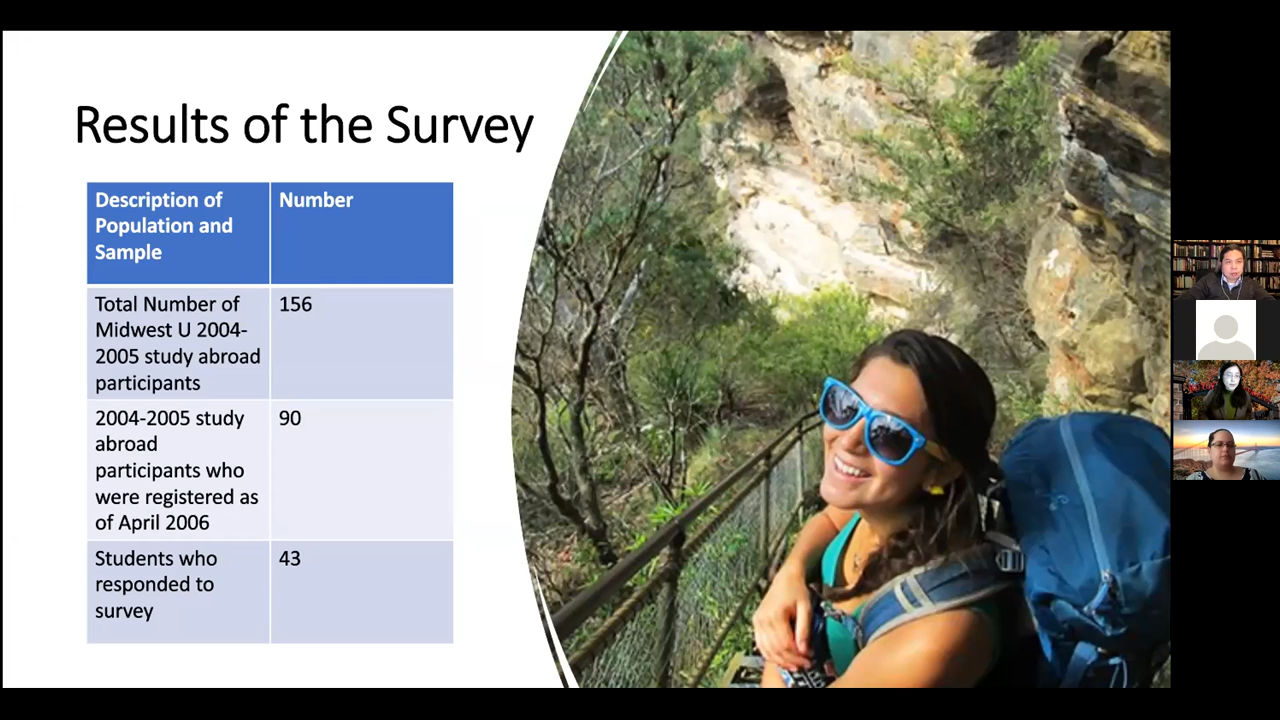 Results of the Survey
Description of
Population and
Sample
Number
Total Number of
Midwest U 2004-
2005 study abroad
participants
156
2004-2005 study
abroad
participants who
were registered as
of April 2006
90
Students who
responded to
survey
43